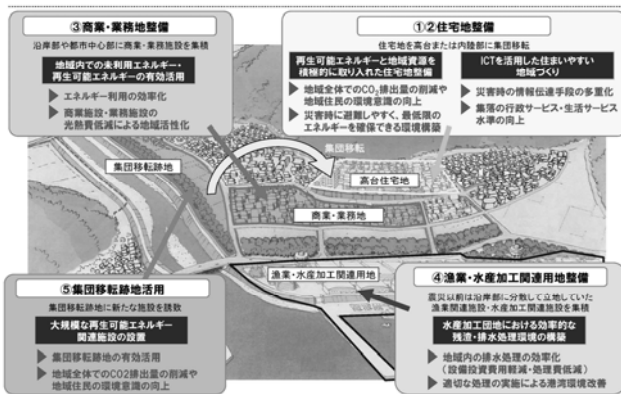 ③商業・業務地整備
沿岸部や都市中心部に商業・業務施設を集積
地域内での未利用エネルギー・
再生可能エネルギーの有効活用
エネルギー利用の効率化
商業施設・業務施設の
光熱費低減による地域活性化
①②住宅地整備
住宅地を高台または内陸部に集団移転
再生可能エネルギーと地域資源を
積極的に取り入れた住宅地整備
地域全体でのCO₂排出量の削減や
地域住民の環境意識の向上
災害時に避難しやすく、最低限の
エネルギーを確保できる環境構築
ICTを活用した住まいやすい
地域づくり
災害時の情報伝達手段の多重化
集落の行政サービス・生活サービス
水準の向上
集団移転
集団移転跡地
高台住宅地
商業・業務地
漁業・水産加工関連用地
⑤集団移転跡地活用
集団移転跡地に新たな施設を誘致
大規模な再生可能エネルギー
関連施設の設置
集団移転跡地の有効活用
地域全体でのCO2排出量の削減や
地域住民の環境意識の向上
④漁業・水産加工関連用地整備
震災以前は沿岸部に分散して立地していた
漁業関連施設・水産加工関連施設を集積
水産加工団地における効率的な
残渣・排水処理環境の構築
地域内の排水処理の効率化
（設備投資費用軽減・処理費低減）
適切な処理の実施による港湾環境改善